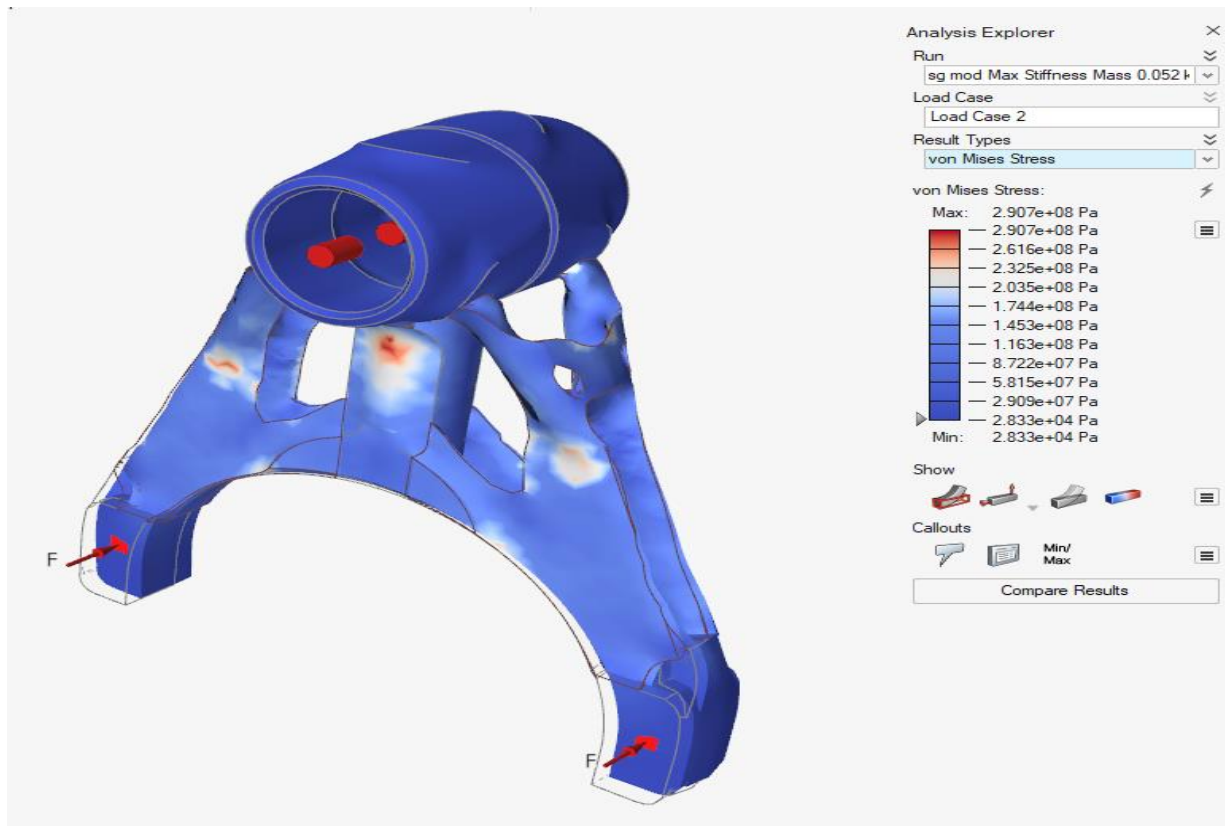 Analysis Explorer
Run
sg mod Max Stiffness Mass 0.052 k
Load Case
Load Case 2
Result Types
von Mises Stress
von Mises Stress:
Max: 2.907e+08 Pa
2.907e+08 Pa
2.616e+08 Pa
2.325e+08 Pa
2.035e+08 Pa
1.744e+08 Pa
1.453e+08 Pa
1.163e+08 Pa
8.722e+07 Pa
5.815e+07 Pa
2.909e+07 Pa
2.833e+04 Pa
Min: 2.833e+04 Pa
Show
Callouts
Min/
Max
Compare Results
F
F